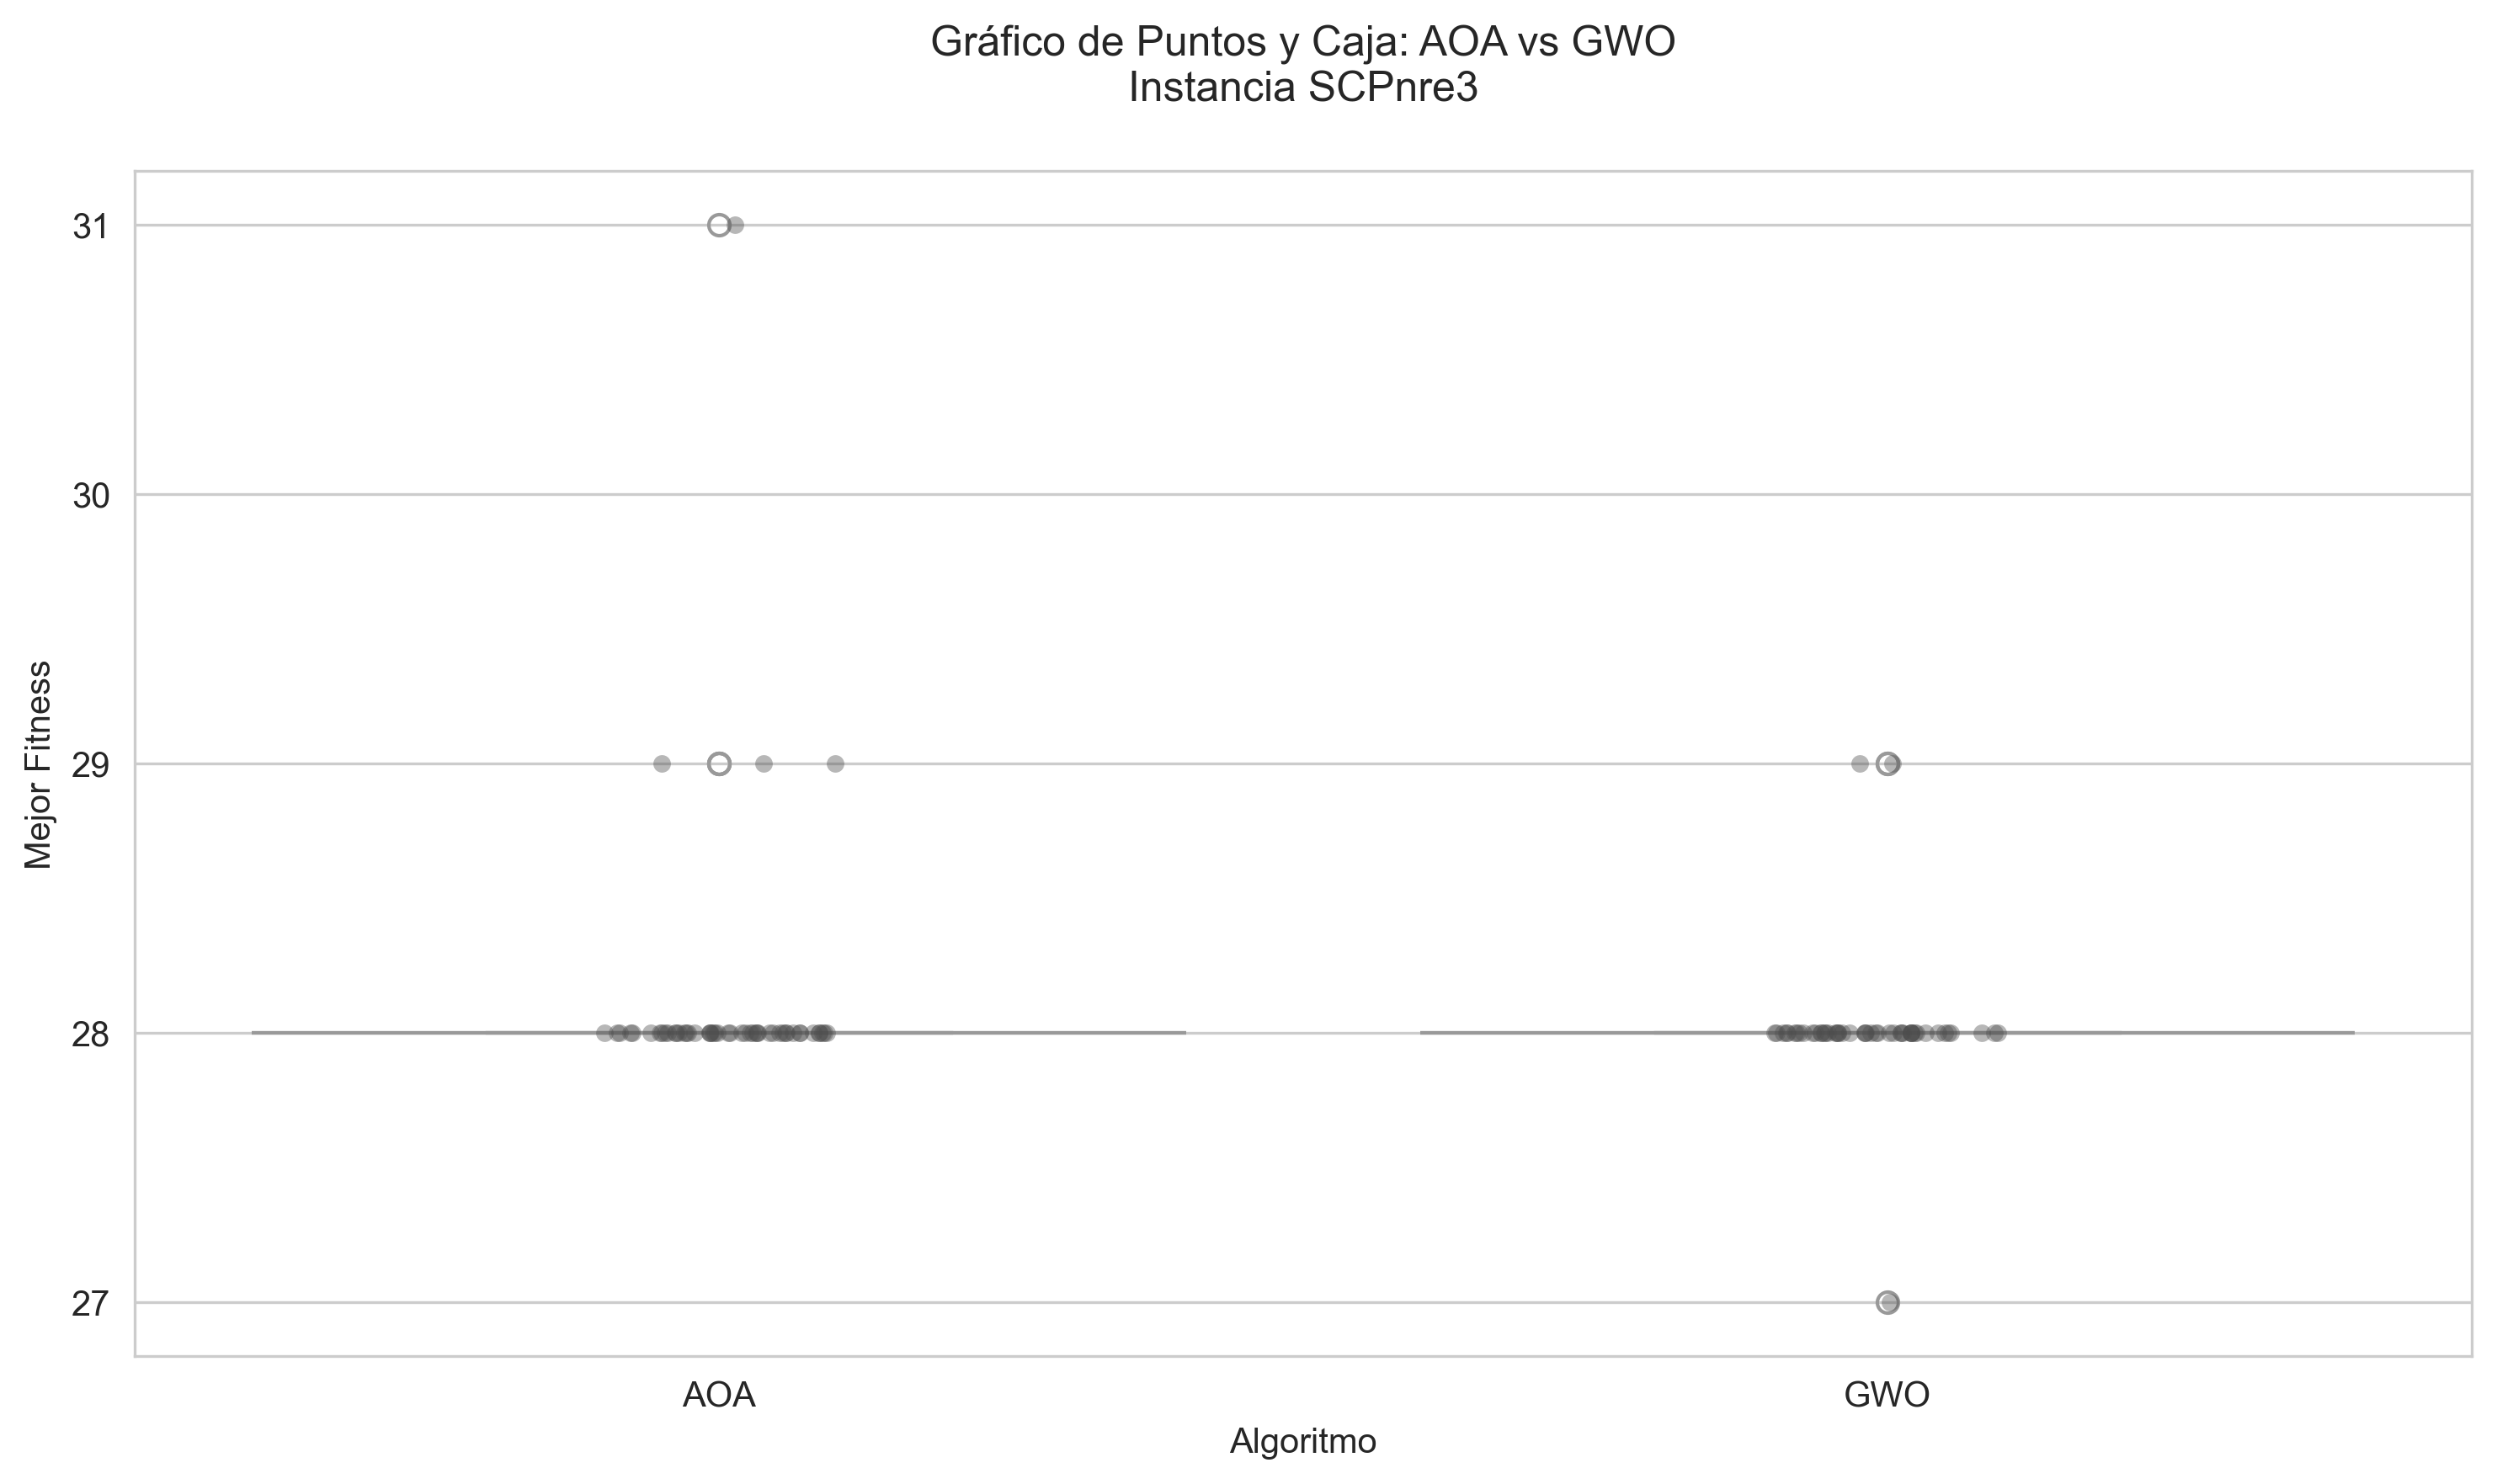 Gráfico de Puntos y Caja: AOA vs GWO
Instancia SCPnre3
Mejor Fitness
31
30
29
28
27
AOA
GWO
Algoritmo